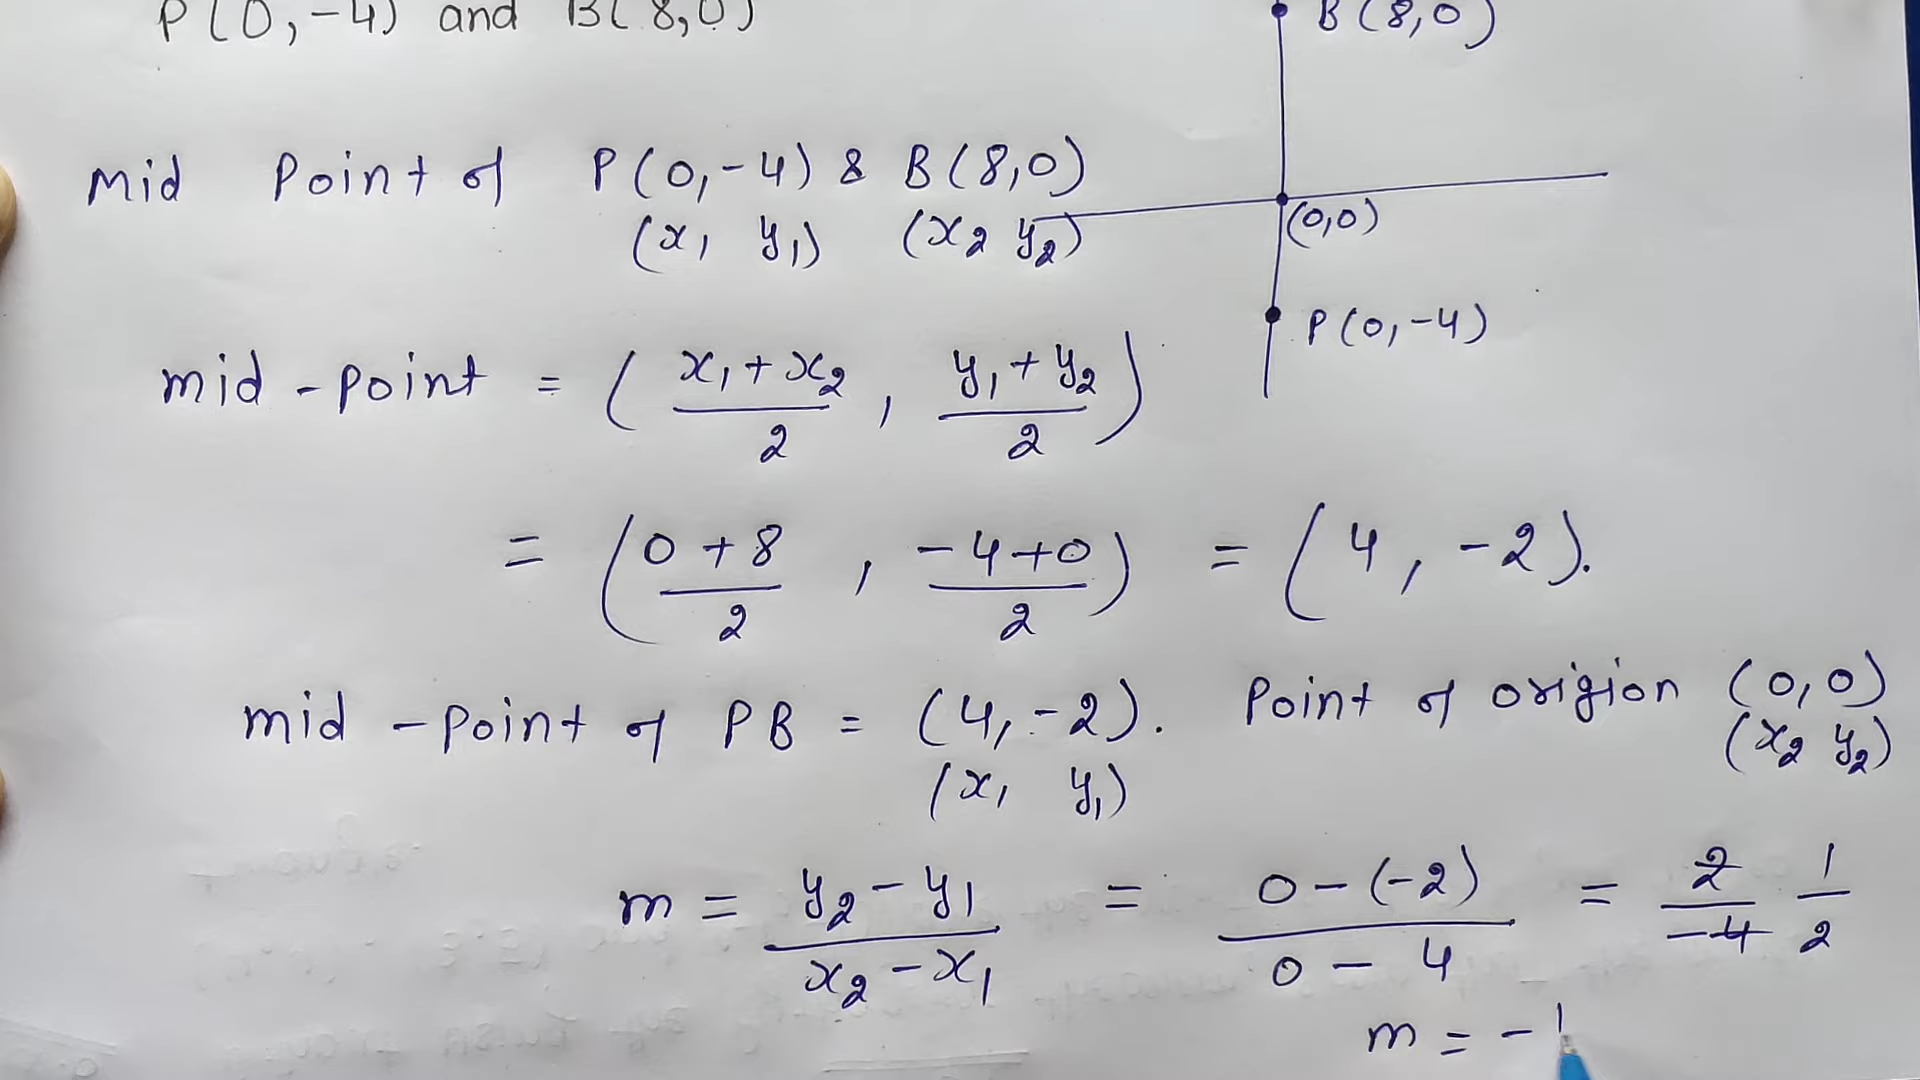 P(0,-4) and B(8,0)
B(8,0)
Mid Point of P(0,-4) & B(8,0)
(x1 y1) (x2 y2)
(0,0)
P(0,-4)
mid-point = (x1+x2/2, y1+y2/2)
= (0+8/2, -4+0/2) = (4,-2).
mid-point of PB = (4,-2). Point of origion (0,0)
(x1 y1) (x2 y2)
m = y2-y1/x2-x1 = 0-(-2)/0-4 = 2/-4 1/2
m = -1